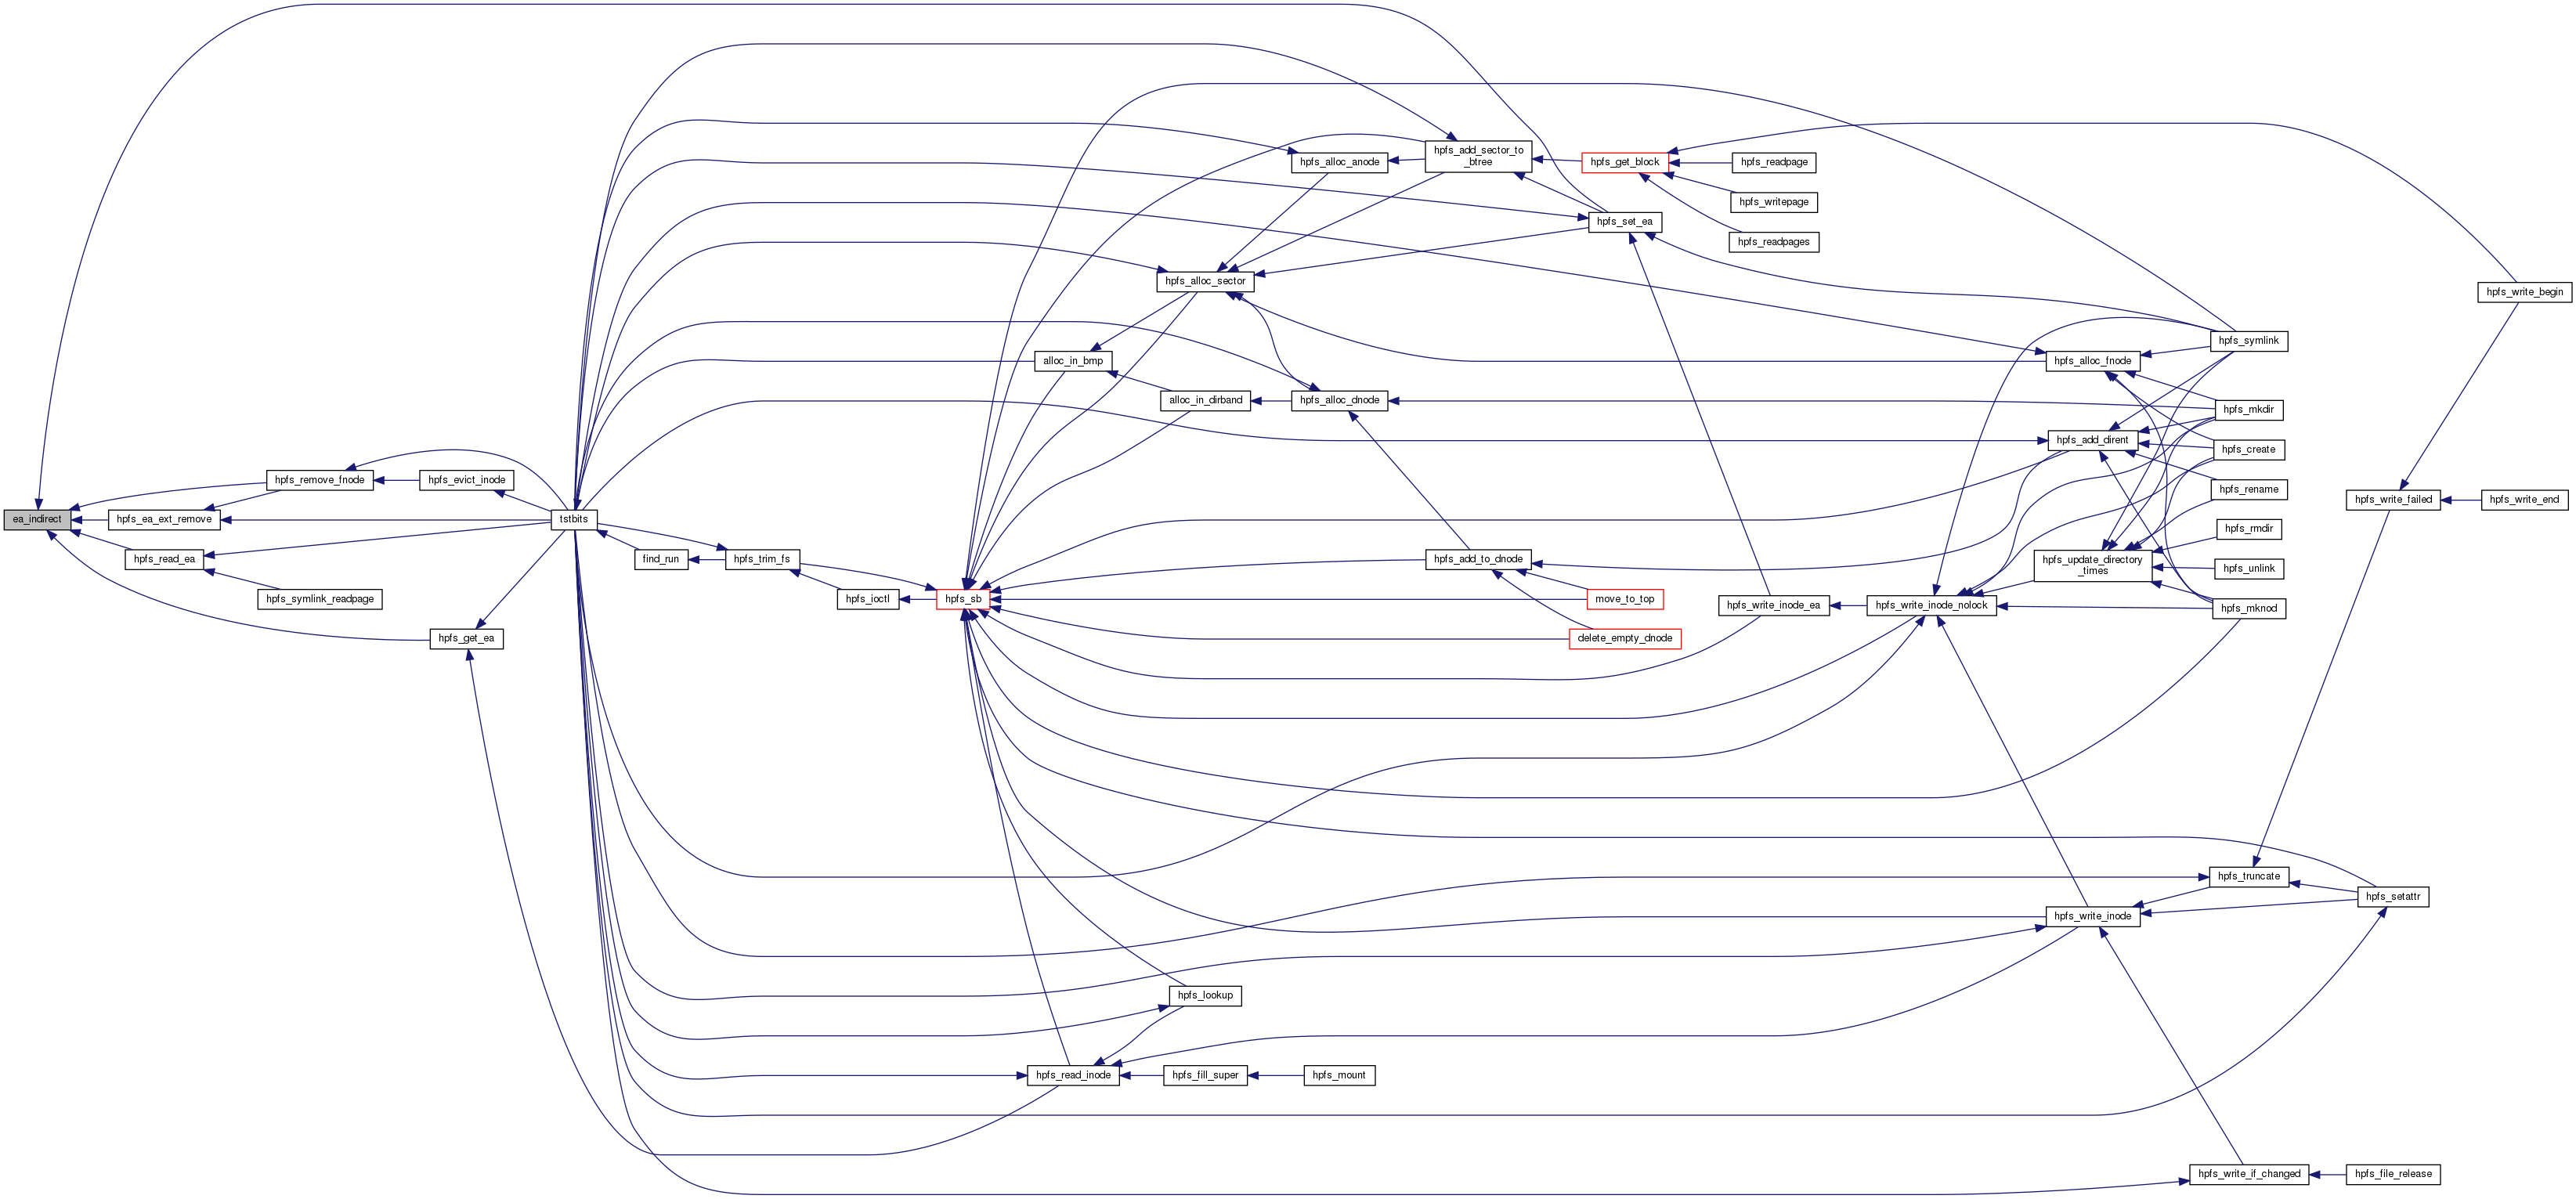 ea_indirect
hpfs_remove_fnode
hpfs_ea_ext_remove
hpfs_read_ea
hpfs_symlink_readpage
hpfs_evict_inode
hpfs_get_ea
tstbits
find_run
hpfs_trim_fs
hpfs_ioctl
hpfs_sb
hpfs_alloc_anode
hpfs_add_sector_to
_btree
hpfs_get_block
hpfs_readpage
hpfs_writepage
hpfs_readpages
hpfs_set_ea
hpfs_alloc_sector
alloc_in_bmp
alloc_in_dirband
hpfs_alloc_dnode
hpfs_add_to_dnode
move_to_top
delete_empty_dnode
hpfs_write_inode_ea
hpfs_write_inode_nolock
hpfs_alloc_fnode
hpfs_add_dirent
hpfs_update_directory
_times
hpfs_symlink
hpfs_mkdir
hpfs_create
hpfs_rename
hpfs_rmdir
hpfs_unlink
hpfs_mknod
hpfs_write_begin
hpfs_write_failed
hpfs_write_end
hpfs_truncate
hpfs_setattr
hpfs_write_inode
hpfs_lookup
hpfs_read_inode
hpfs_fill_super
hpfs_mount
hpfs_write_if_changed
hpfs_file_release